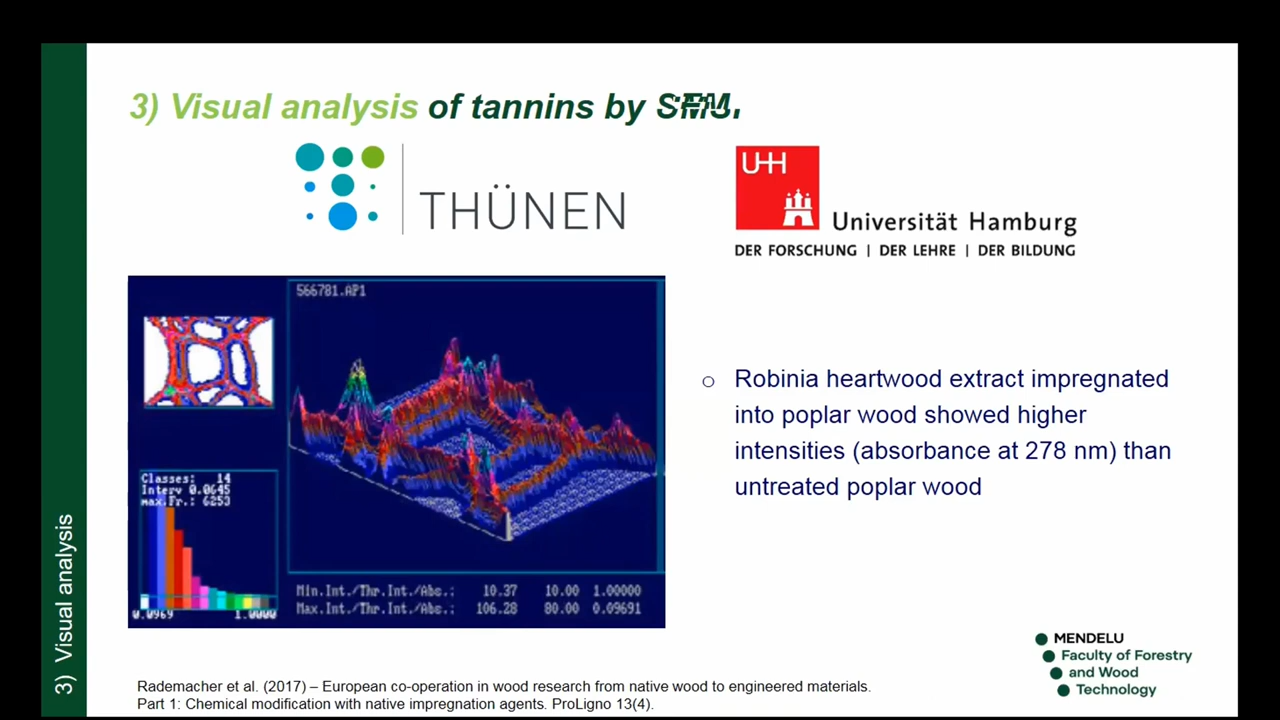 3) Visual analysis of tannins by
THÜNEN
UHH
Universität Hamburg
DER FORSCHUNG | DER LEHRE | DER BILDUNG
566781.AP1
Classes: 14
Interv 0.0645
max.Fr.: 6253
0.0969 1.0000
Min.Int./Thr.Int./Abs.: 10.37 10.00 1.00000
Max.Int./Thr.Int./Abs.: 106.28 80.00 0.09691
Robinia heartwood extract impregnated
into poplar wood showed higher
intensities (absorbance at 278 nm) than
untreated poplar wood
3) Visual analysis
MENDELU
Faculty of Forestry
and Wood
Technology
Rademacher et al. (2017) – European co-operation in wood research from native wood to engineered materials.
Part 1: Chemical modification with native impregnation agents. ProLigno 13(4).